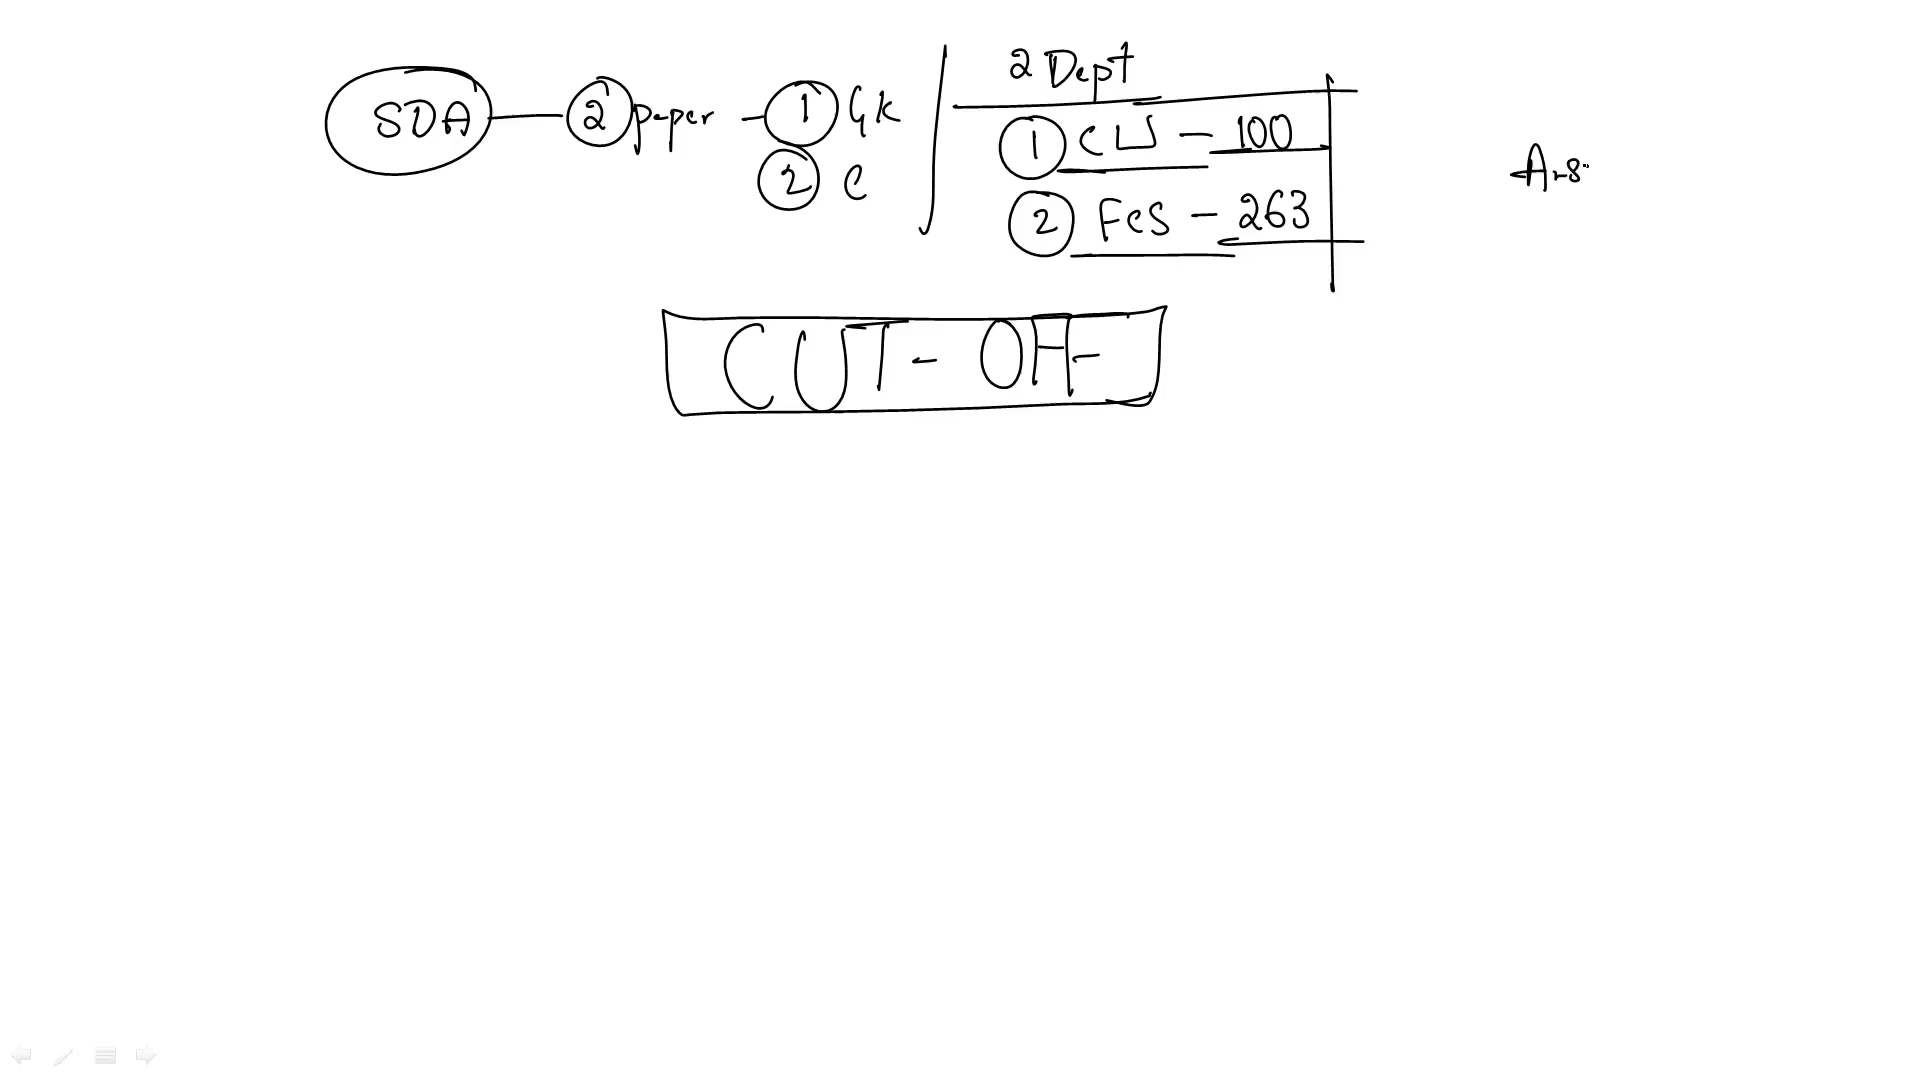 SDA — 2 paper - 1 GK
2 C
2 Dept
1 CW - 100
2 FCS - 263
CUT - OFF